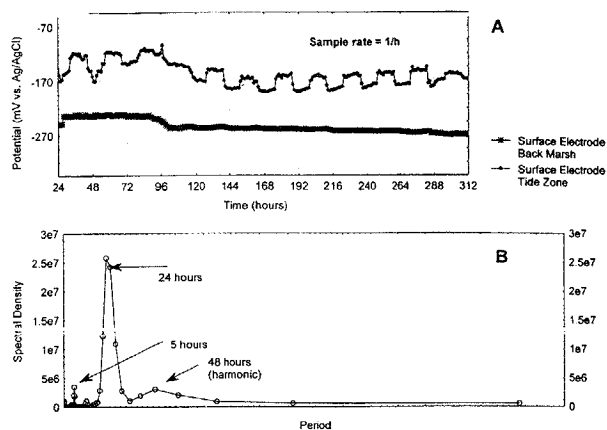 A
Sample rate = 1/h
Potential (mV vs. Ag/AgCl)
-70
-170
-270
24 48 72 96 120 144 168 192 216 240 264 288 312
Time (hours)
Surface Electrode
Back Marsh
Surface Electrode
Tide Zone
B
Spectral Density
3e7
2.5e7
2e7
1.5e7
1e7
5e6
0
24 hours
5 hours
48 hours
(harmonic)
3e7
2.5e7
2e7
1.5e7
1e7
5e6
0
Period